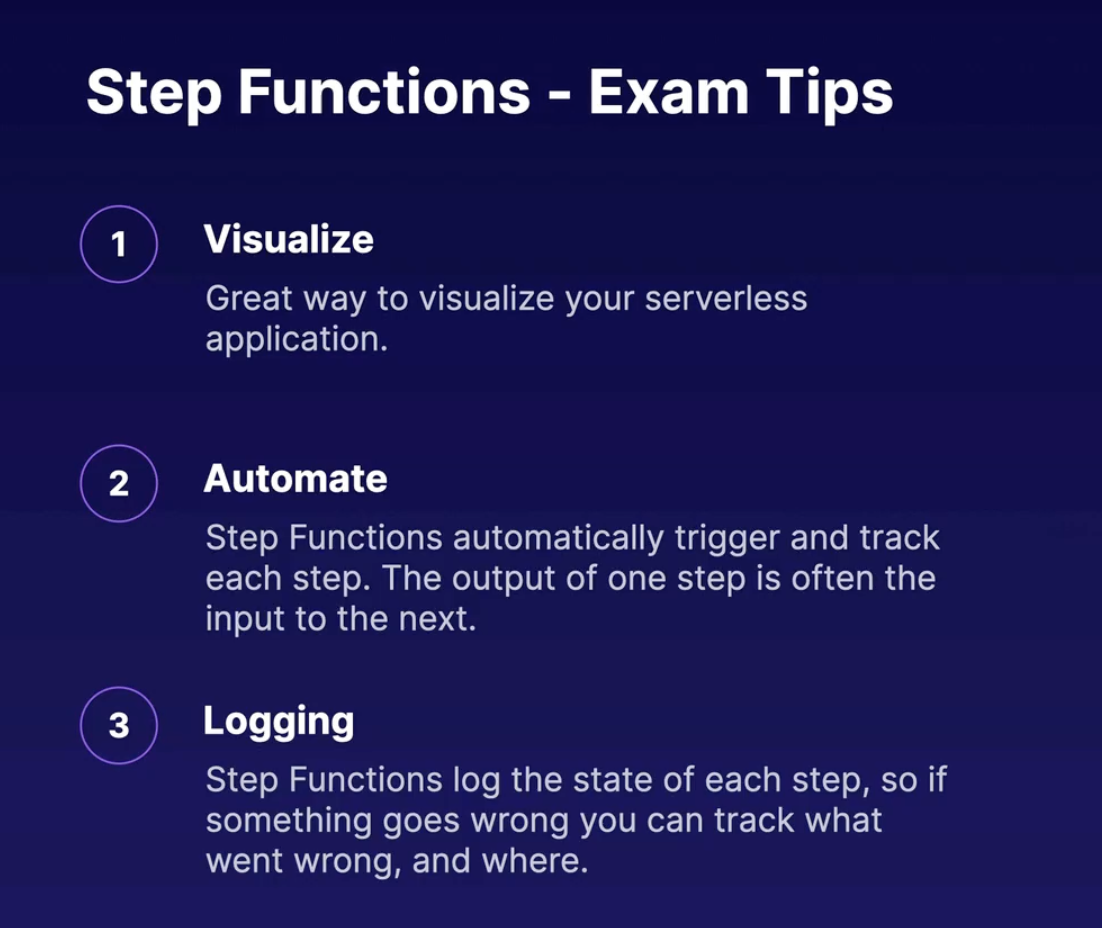 Step Functions - Exam Tips
1
Visualize
Great way to visualize your serverless
application.
2
Automate
Step Functions automatically trigger and track
each step. The output of one step is often the
input to the next.
3
Logging
Step Functions log the state of each step, so if
something goes wrong you can track what
went wrong, and where.